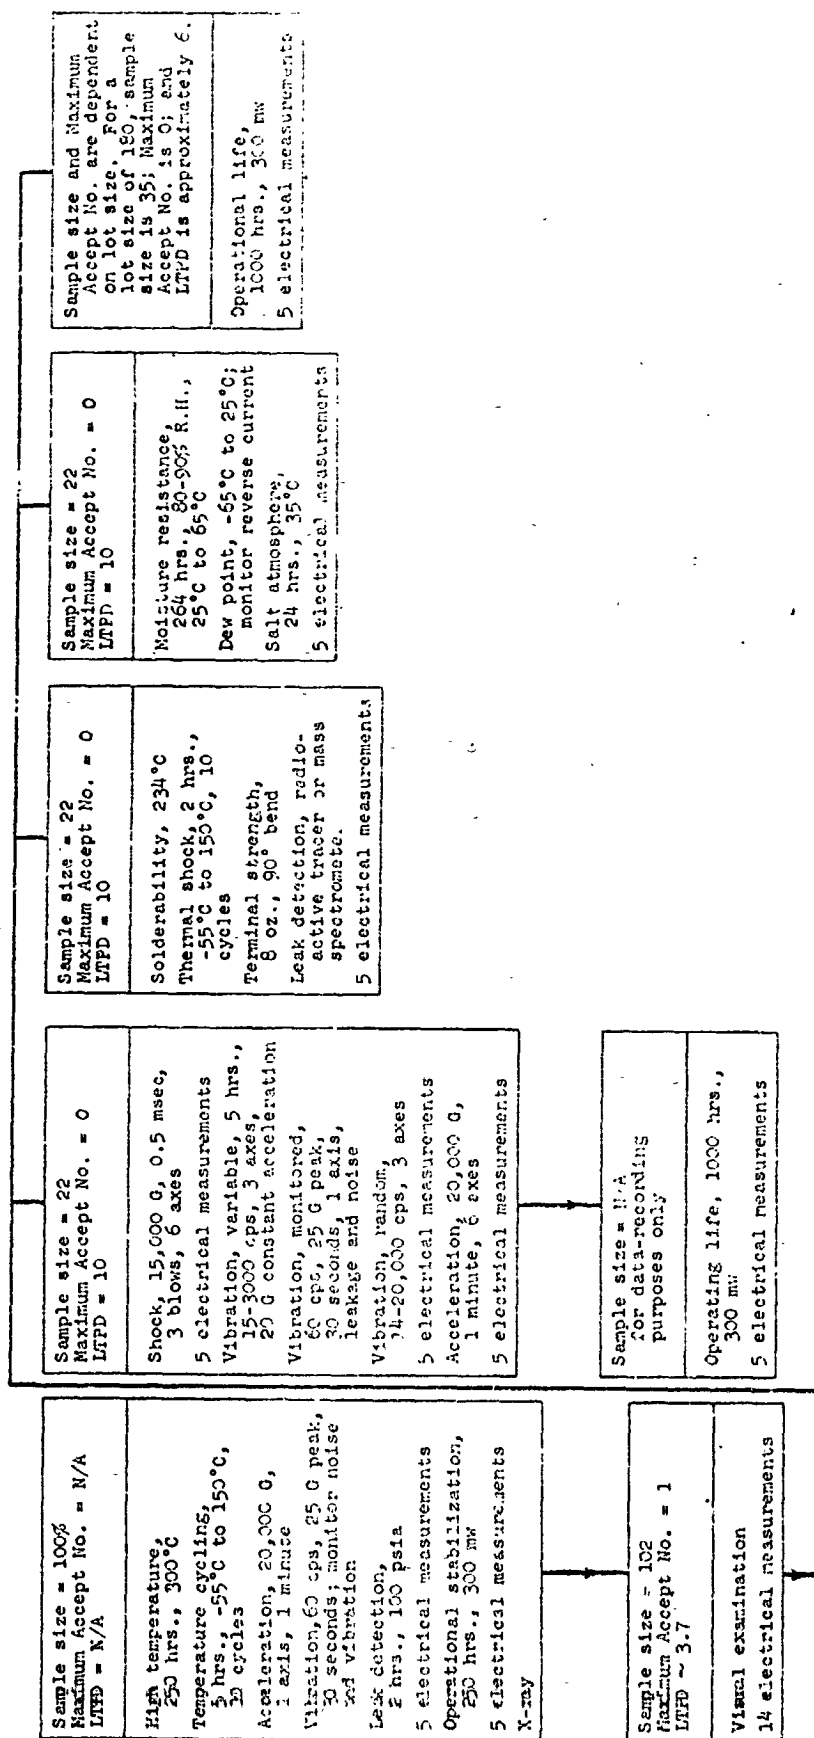 Sample size = 100%
Maximum Accept No. = N/A
LTPD = N/A
High temperature,
250 hrs., 300°C
Temperature cycling,
5 hrs., -55°C to 150°C,
10 cycles
Acceleration, 20,000 G,
1 axis, 1 minute
Vibration, 60 cps, 25 G peak,
30 seconds; monitor noise
and vibration
Leak detection,
2 hrs., 100 psia
5 electrical measurements
Operational stabilization,
250 hrs., 300 mw
5 electrical measurements
X-ray
Sample size = 102
Maximum Accept No. = 1
LTPD ~ 3.7
Visual examination
14 electrical measurements
Sample size = 22
Maximum Accept No. = 0
LTPD = 10
Shock, 15,000 G, 0.5 msec,
3 blows, 6 axes
5 electrical measurements
Vibration, variable, 5 hrs.,
15-3000 cps, 3 axes,
20 G constant acceleration
Vibration, monitored,
60 cps, 25 G peak,
30 seconds, 1 axis,
leakage and noise
Vibration, random,
14-20,000 cps, 3 axes
5 electrical measurements
Acceleration, 20,000 G,
1 minute, 6 axes
5 electrical measurements
Sample size = N/A
for data-recording
purposes only
Operating life, 1000 hrs.,
300 mw
5 electrical measurements
Sample size = 22
Maximum Accept No. = 0
LTPD = 10
Solderability, 234°C
Thermal shock, 2 hrs.,
-55°C to 150°C, 10
cycles
Terminal strength,
8 oz., 90° bend
Leak detection, radio-
active tracer or mass
spectromete.
5 electrical measurements
Sample size = 22
Maximum Accept No. = 0
LTPD = 10
Moisture resistance,
264 hrs., 80-90% R.H.,
25°C to 65°C
Dew point, -65°C to 25°C;
monitor reverse current
Salt atmosphere,
24 hrs., 35°C
5 electrical measurements
Sample size and Maximum
Accept No. are dependent
on lot size. For a
lot size of 180, sample
size is 35; Maximum
Accept No. is 0; and
LTPD is approximately 6.
Operational life,
1000 hrs., 300 mw
5 electrical measurements